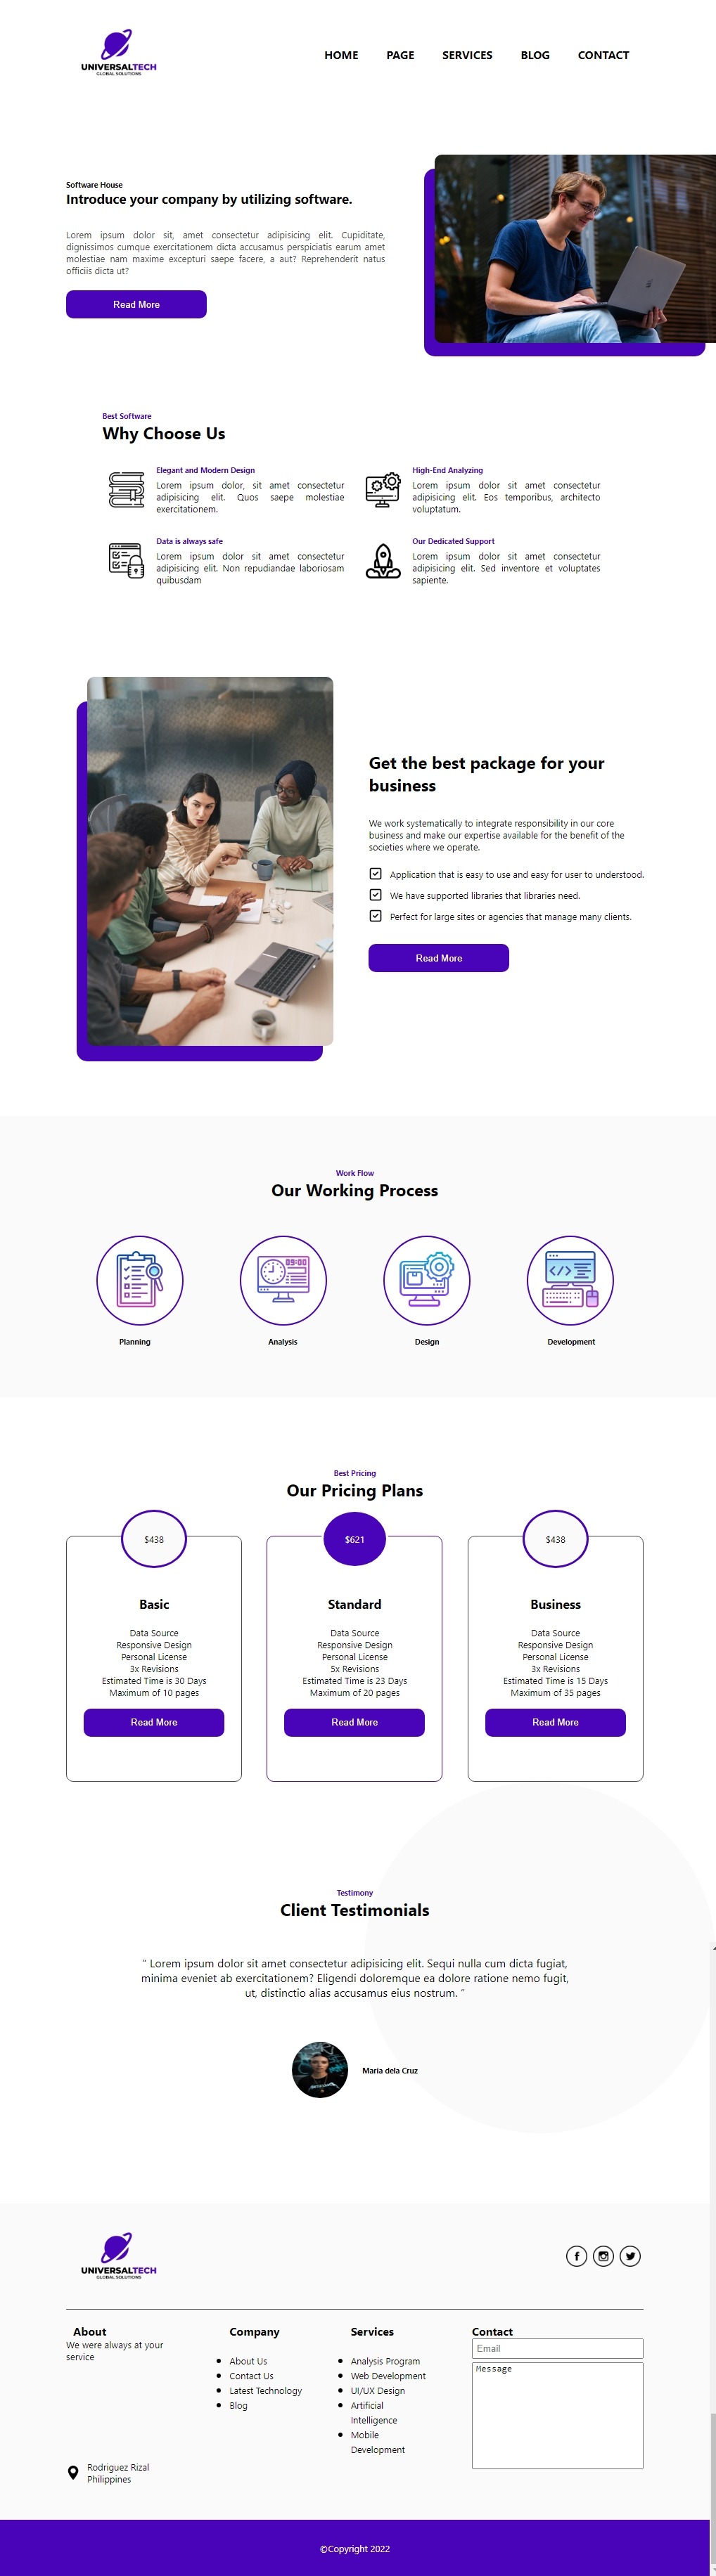 UNIVERSALTECH
GLOBAL SOLUTIONS
HOME PAGE SERVICES BLOG CONTACT
Software House
Introduce your company by utilizing software.
Lorem ipsum dolor sit, amet consectetur adipisicing elit. Cupiditate,
dignissimos cumque exercitationem dicta accusamus perspiciatis earum amet
molestiae nam maxime excepturi saepe facere, a aut? Reprehenderit natus
officiis dicta ut?
Read More
Best Software
Why Choose Us
Elegant and Modern Design
Lorem ipsum dolor, sit amet consectetur
adipisicing elit. Quos saepe molestiae
exercitationem.
High-End Analyzing
Lorem ipsum dolor sit amet consectetur
adipisicing elit. Eos temporibus, architecto
voluptatum.
Data is always safe
Lorem ipsum dolor sit amet consectetur
adipisicing elit. Non repudiandae laboriosam
quibusdam
Our Dedicated Support
Lorem ipsum dolor sit amet consectetur
adipisicing elit. Sed inventore et voluptates
sapiente.
Get the best package for your
business
We work systematically to integrate responsibility in our core
business and make our expertise available for the benefit of the
societies where we operate.
Application that is easy to use and easy for user to understood.
We have supported libraries that libraries need.
Perfect for large sites or agencies that manage many clients.
Read More
Work Flow
Our Working Process
09:00
</>
Planning
Analysis
Design
Development
Best Pricing
Our Pricing Plans
$438
Basic
Data Source
Responsive Design
Personal License
3x Revisions
Estimated Time is 30 Days
Maximum of 10 pages
Read More
$621
Standard
Data Source
Responsive Design
Personal License
5x Revisions
Estimated Time is 23 Days
Maximum of 20 pages
Read More
$438
Business
Data Source
Responsive Design
Personal License
3x Revisions
Estimated Time is 15 Days
Maximum of 35 pages
Read More
Testimony
Client Testimonials
" Lorem ipsum dolor sit amet consectetur adipisicing elit. Sequi nulla cum dicta fugiat,
minima eveniet ab exercitationem? Eligendi doloremque ea dolore ratione nemo fugit,
ut, distinctio alias accusamus eius nostrum. "
Maria dela Cruz
UNIVERSALTECH
GLOBAL SOLUTIONS
About
We were always at your
service
Rodriguez Rizal
Philippines
Company
About Us
Contact Us
Latest Technology
Blog
Services
Analysis Program
Web Development
UI/UX Design
Artificial
Intelligence
Mobile
Development
Contact
Email
Message
©Copyright 2022